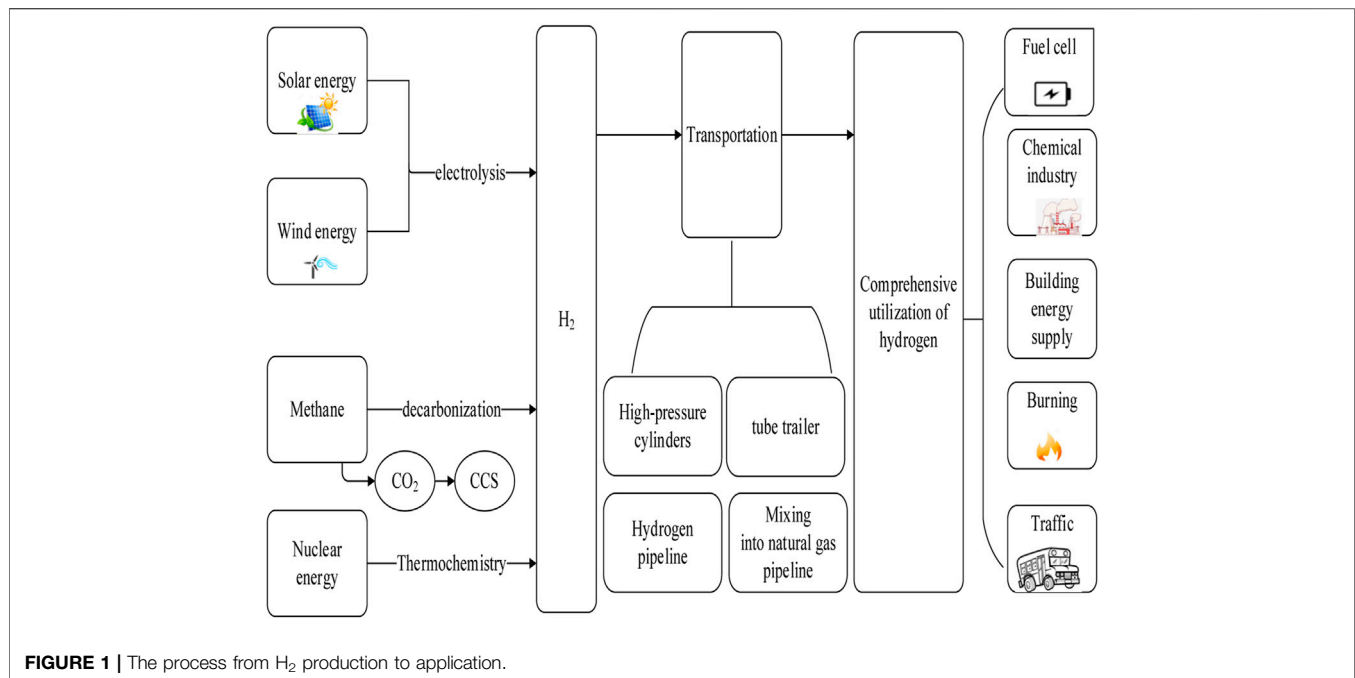 Solar energy
Wind energy
electrolysis
Methane
decarbonization
CO₂
CCS
Nuclear
energy
Thermochemistry
H₂
Transportation
High-pressure
cylinders
tube trailer
Hydrogen
pipeline
Mixing
into natural gas
pipeline
Comprehensive
utilization of
hydrogen
Fuel cell
Chemical
industry
Building
energy
supply
Burning
Traffic
FIGURE 1 | The process from H₂ production to application.